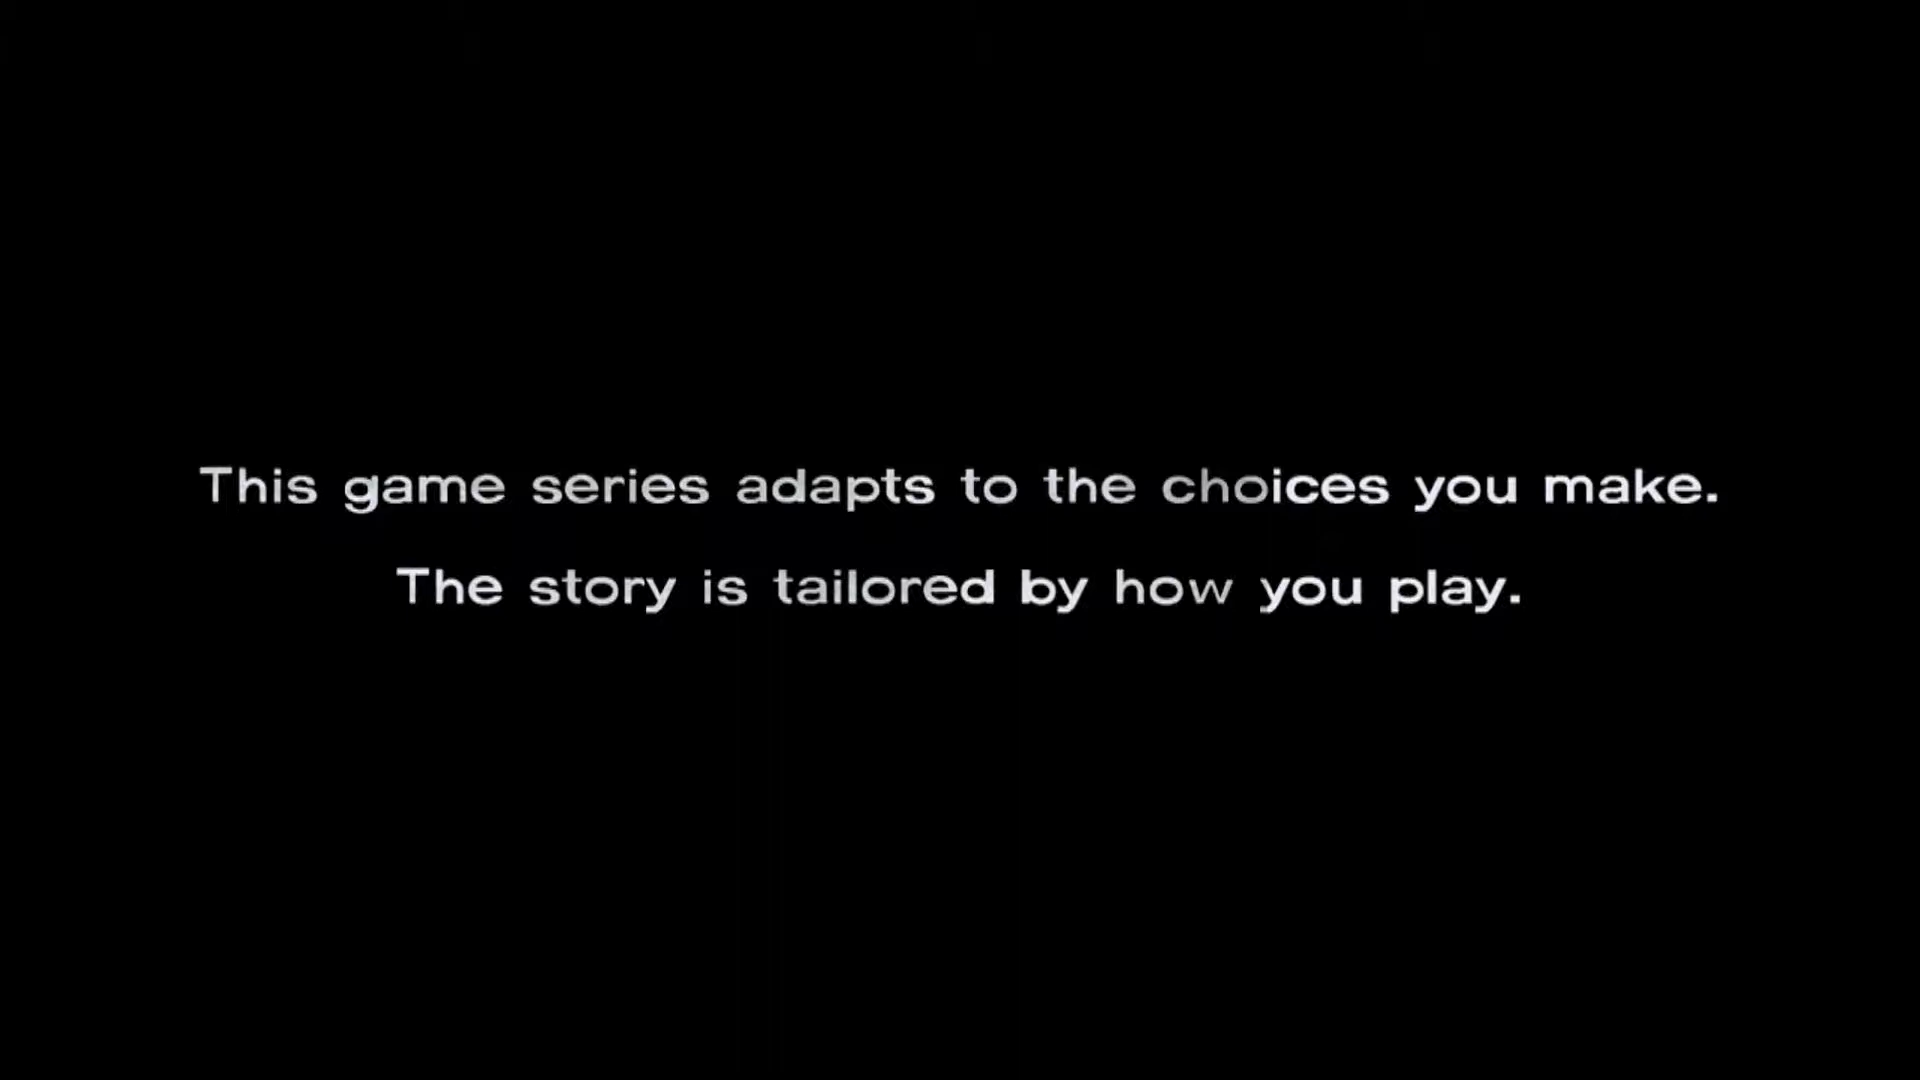 This game series adapts to the choices you make.
The story is tailored by how you play.